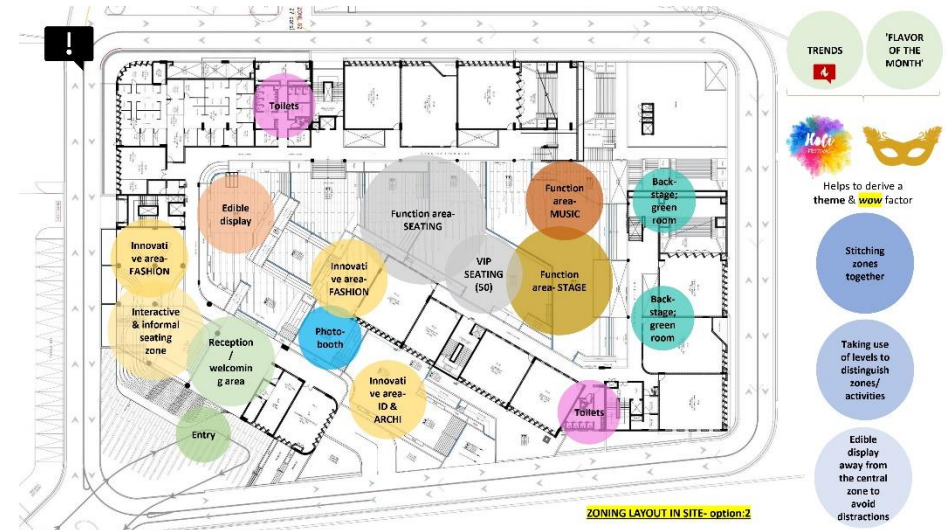 !
Toilets
Edible
display
Function area-
SEATING
Function
area-
MUSIC
Back-
stage;
green
room
Innovati
ve area-
FASHION
Innovati
ve area-
FASHION
VIP
SEATING
(50)
Function
area- STAGE
Back-
stage;
green
room
Interactive
& informal
seating
zone
Reception
/
welcomin
g area
Photo-
booth
Innovati
ve area-
ID &
ARCHI
Toilets
Entry
ZONING LAYOUT IN SITE- option:2
TRENDS
'FLAVOR
OF THE
MONTH'
Holi
FESTIVAL
Helps to derive a
theme & wow factor
Stitching
zones
together
Taking use
of levels to
distinguish
zones/
activities
Edible
display
away from
the central
zone to
avoid
distractions